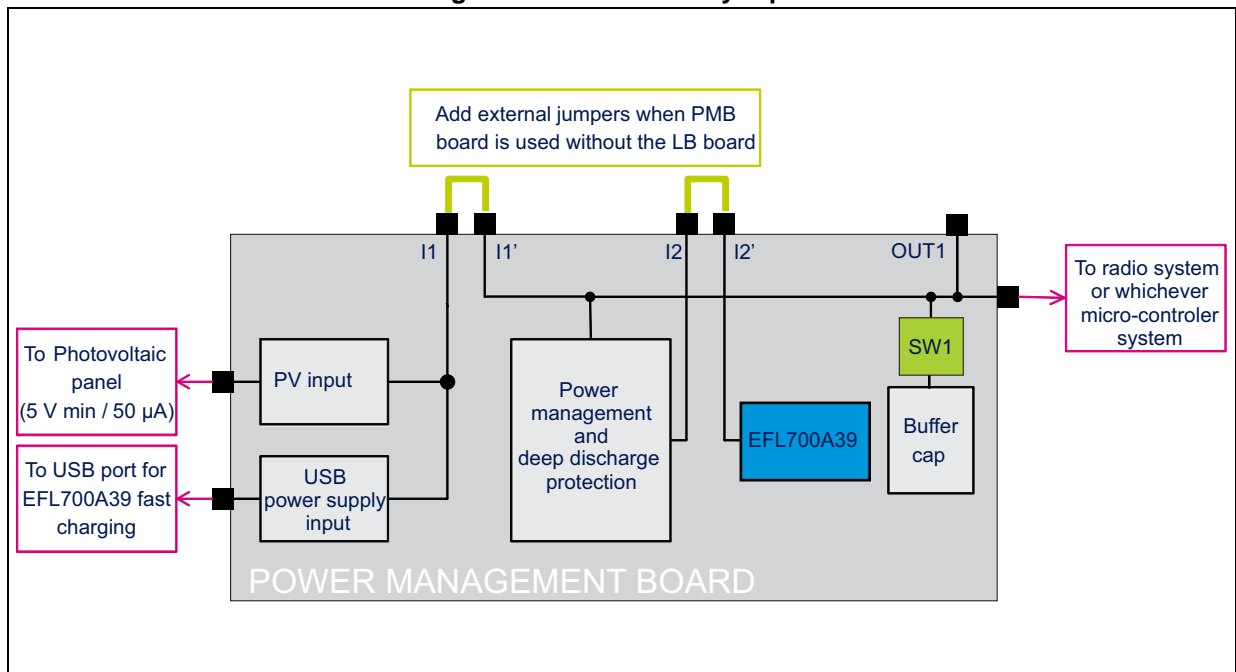 Add external jumpers when PMB
board is used without the LB board
I1
I1’
I2
I2’
OUT1
To radio system
or whichever
micro-controler
system
To Photovoltaic
panel
(5 V min / 50 µA)
PV input
Power
management
and
deep discharge
protection
EFL700A39
SW1
Buffer
cap
To USB port for
EFL700A39 fast
charging
USB
power supply
input
POWER MANAGEMENT BOARD